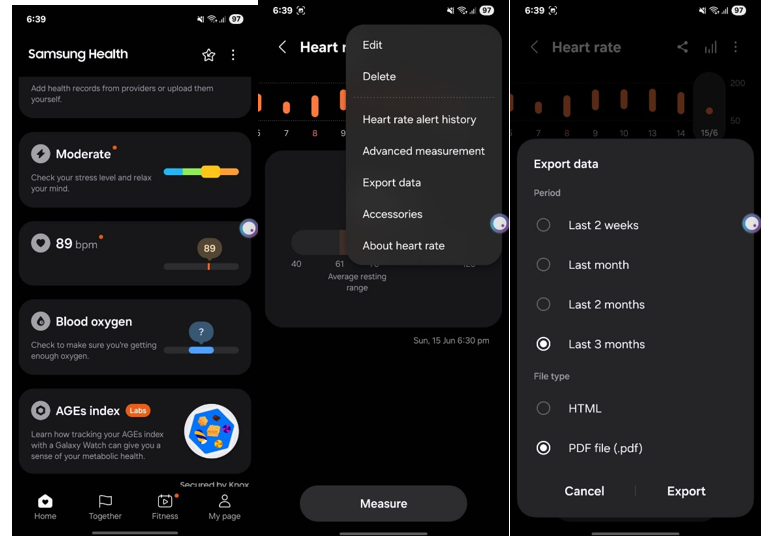 6:39
97
Samsung Health
Add health records from providers or upload them
yourself.
Moderate
Check your stress level and relax
your mind.
89 bpm
89
Blood oxygen
?
Check to make sure you're getting
enough oxygen.
AGEs index Labs
Learn how tracking your AGEs index
with a Galaxy Watch can give you a
sense of your metabolic health.
Secured by Knox
Home
Together
Fitness
My page
6:39
97
Heart r
Edit
Delete
Heart rate alert history
Advanced measurement
Export data
Accessories
About heart rate
7 8 9
40 61
Average resting
range
Sun, 15 Jun 6:30 pm
Measure
6:39
97
Heart rate
200
50
7 8 9 10 13 14 15/6
Export data
Period
Last 2 weeks
Last month
Last 2 months
Last 3 months
File type
HTML
PDF file (.pdf)
Cancel
Export